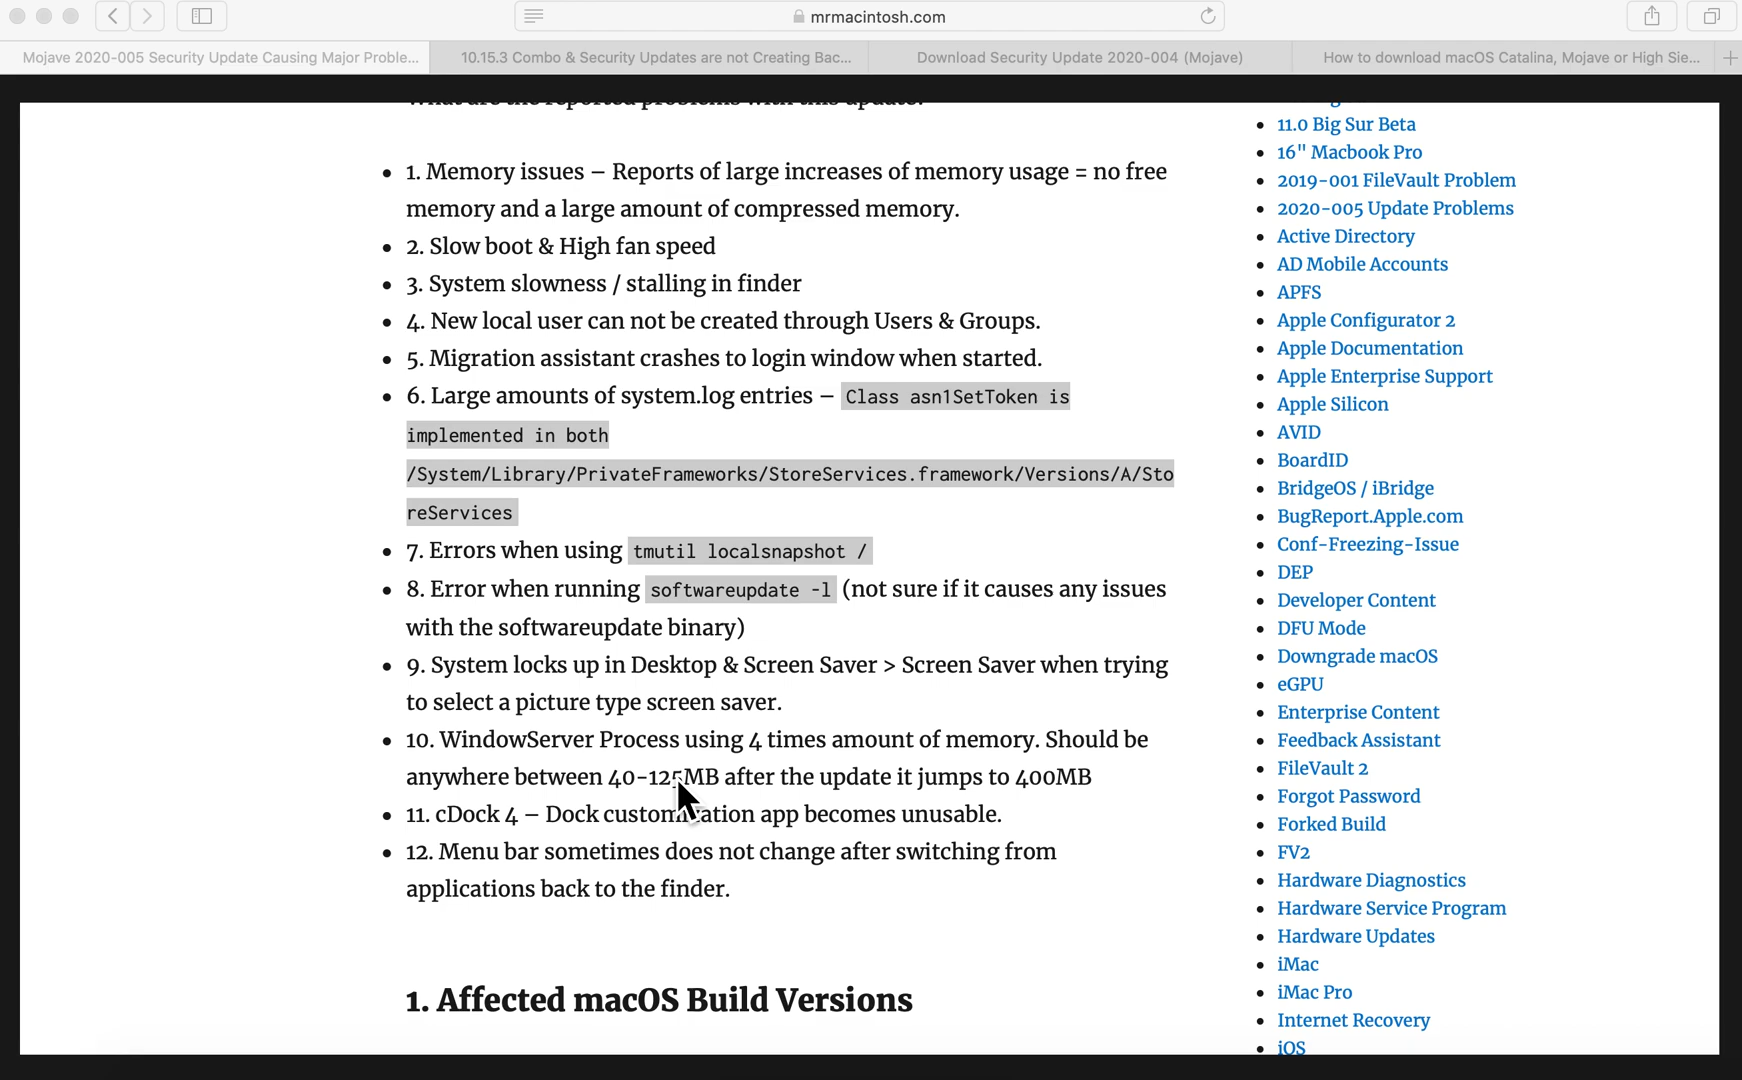 mrmacintosh.com
Mojave 2020-005 Security Update Causing Major Proble...
10.15.3 Combo & Security Updates are not Creating Bac...
Download Security Update 2020-004 (Mojave)
How to download macOS Catalina, Mojave or High Sie...
What are the reported problems with this update?
1. Memory issues – Reports of large increases of memory usage = no free
memory and a large amount of compressed memory.
2. Slow boot & High fan speed
3. System slowness / stalling in finder
4. New local user can not be created through Users & Groups.
5. Migration assistant crashes to login window when started.
6. Large amounts of system.log entries – Class asn1SetToken is
implemented in both
/System/Library/PrivateFrameworks/StoreServices.framework/Versions/A/Sto
reServices
7. Errors when using tmutil localsnapshot /
8. Error when running softwareupdate -l (not sure if it causes any issues
with the softwareupdate binary)
9. System locks up in Desktop & Screen Saver > Screen Saver when trying
to select a picture type screen saver.
10. WindowServer Process using 4 times amount of memory. Should be
anywhere between 40-125MB after the update it jumps to 400MB
11. cDock 4 – Dock customization app becomes unusable.
12. Menu bar sometimes does not change after switching from
applications back to the finder.
1. Affected macOS Build Versions
11.0 Big Sur Beta
16" Macbook Pro
2019-001 FileVault Problem
2020-005 Update Problems
Active Directory
AD Mobile Accounts
APFS
Apple Configurator 2
Apple Documentation
Apple Enterprise Support
Apple Silicon
AVID
BoardID
BridgeOS / iBridge
BugReport.Apple.com
Conf-Freezing-Issue
DEP
Developer Content
DFU Mode
Downgrade macOS
eGPU
Enterprise Content
Feedback Assistant
FileVault 2
Forgot Password
Forked Build
FV2
Hardware Diagnostics
Hardware Service Program
Hardware Updates
iMac
iMac Pro
Internet Recovery
iOS